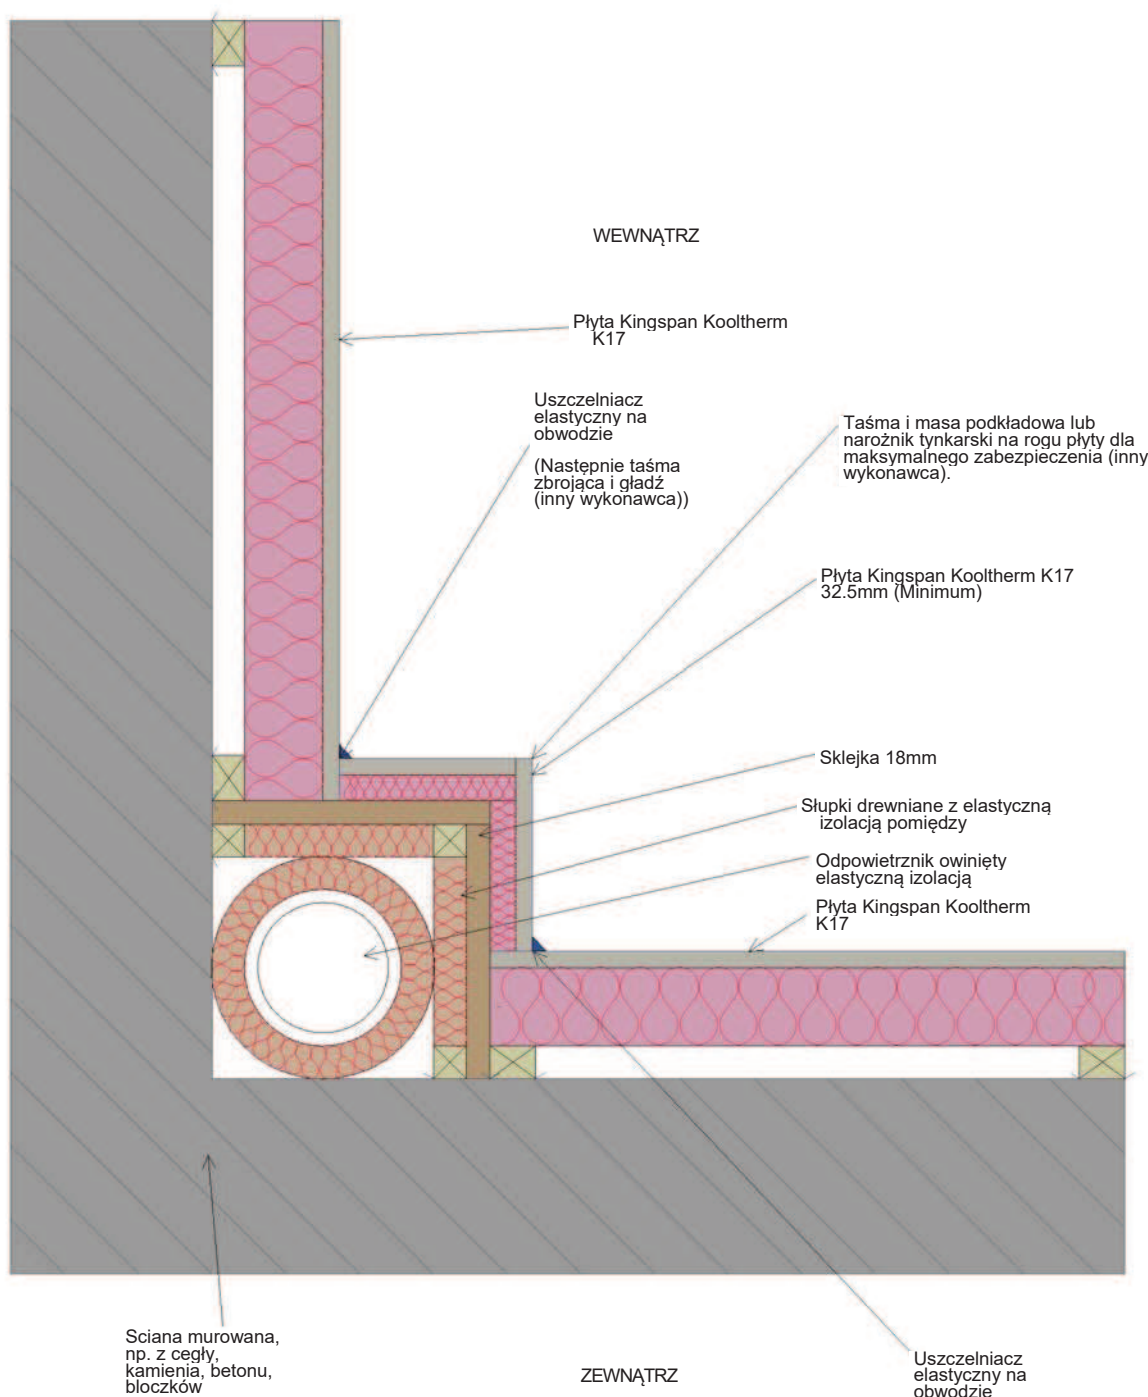 WEWNĄTRZ
Płyta Kingspan Kooltherm
K17
Uszczelniacz
elastyczny na
obwodzie
(Następnie taśma
zbrojąca i gładź
(inny wykonawca))
Taśma i masa podkładowa lub
narożnik tynkarski na rogu płyty dla
maksymalnego zabezpieczenia (inny
wykonawca).
Płyta Kingspan Kooltherm K17
32.5mm (Minimum)
Sklejka 18mm
Słupki drewniane z elastyczną
izolacją pomiędzy
Odpowietrznik owinięty
elastyczną izolacją
Płyta Kingspan Kooltherm
K17
Sciana murowana,
np. z cegły,
kamienia, betonu,
bloczków
ZEWNĄTRZ
Uszczelniacz
elastyczny na
obwodzie